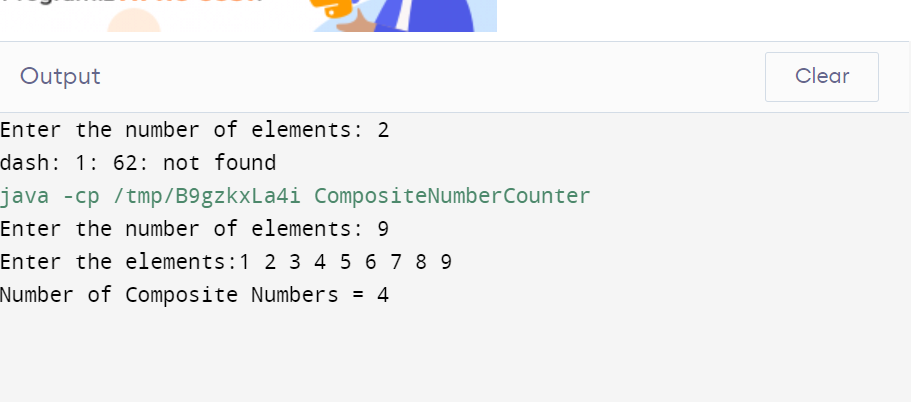 Output
Clear
Enter the number of elements: 2
dash: 1: 62: not found
java -cp /tmp/B9gzkxLa4i CompositeNumberCounter
Enter the number of elements: 9
Enter the elements:1 2 3 4 5 6 7 8 9
Number of Composite Numbers = 4